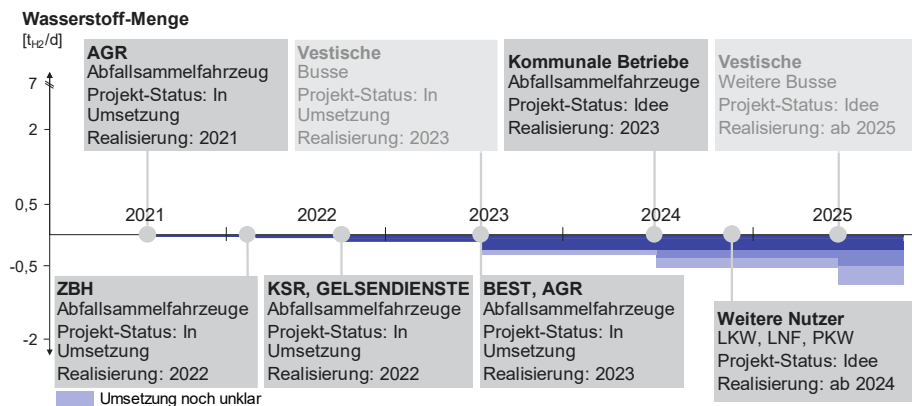 Wasserstoff-Menge
[tH2/d]
AGR
Abfallsammelfahrzeug
Projekt-Status: In
Umsetzung
Realisierung: 2021
Vestische
Busse
Projekt-Status: In
Umsetzung
Realisierung: 2023
Kommunale Betriebe
Abfallsammelfahrzeuge
Projekt-Status: Idee
Realisierung: 2023
Vestische
Weitere Busse
Projekt-Status: Idee
Realisierung: ab 2025
7
2
0,5
-0,5
-2
2021
2022
2023
2024
2025
ZBH
Abfallsammelfahrzeuge
Projekt-Status: In
Umsetzung
Realisierung: 2022
KSR, GELSENDIENSTE
Abfallsammelfahrzeuge
Projekt-Status: In
Umsetzung
Realisierung: 2022
BEST, AGR
Abfallsammelfahrzeuge
Projekt-Status: In
Umsetzung
Realisierung: 2023
Weitere Nutzer
LKW, LNF, PKW
Projekt-Status: Idee
Realisierung: ab 2024
Umsetzung noch unklar